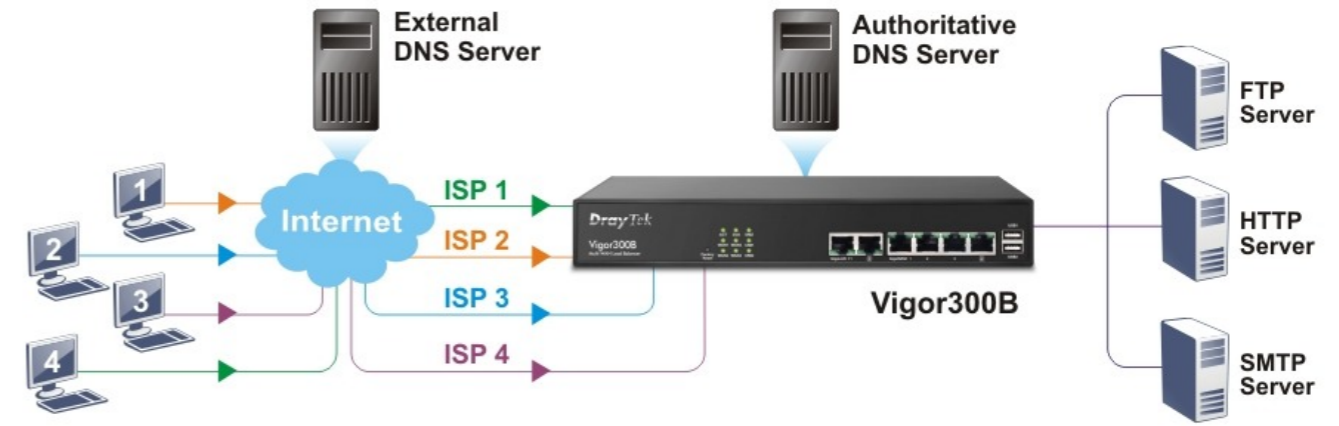 External
DNS Server
Authoritative
DNS Server
FTP
Server
1
ISP 1
Internet
DrayTek
2
ISP 2
Vigor300B
HTTP
Server
3
ISP 3
Vigor300B
4
ISP 4
SMTP
Server